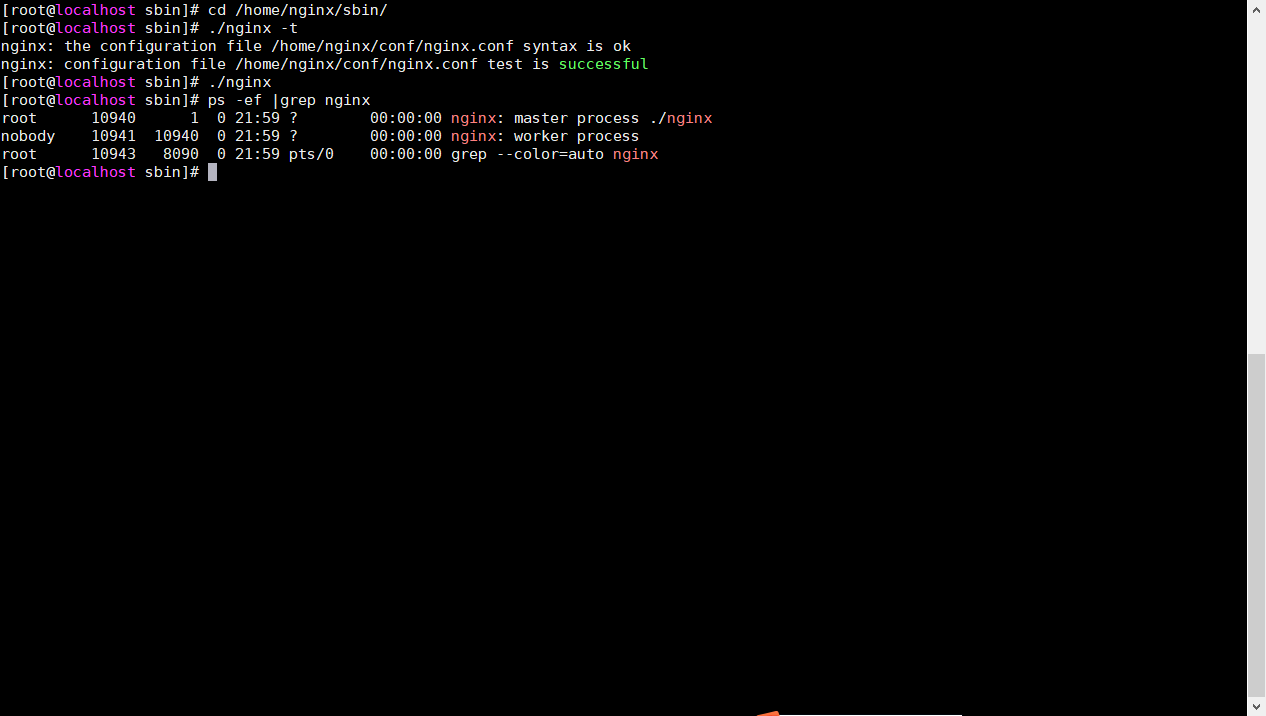 [root@localhost sbin]# cd /home/nginx/sbin/
[root@localhost sbin]# ./nginx -t
nginx: the configuration file /home/nginx/conf/nginx.conf syntax is ok
nginx: configuration file /home/nginx/conf/nginx.conf test is successful
[root@localhost sbin]# ./nginx
[root@localhost sbin]# ps -ef |grep nginx
root      10940      1  0 21:59 ?        00:00:00 nginx: master process ./nginx
nobody    10941  10940  0 21:59 ?        00:00:00 nginx: worker process
root      10943   8090  0 21:59 pts/0    00:00:00 grep --color=auto nginx
[root@localhost sbin]#